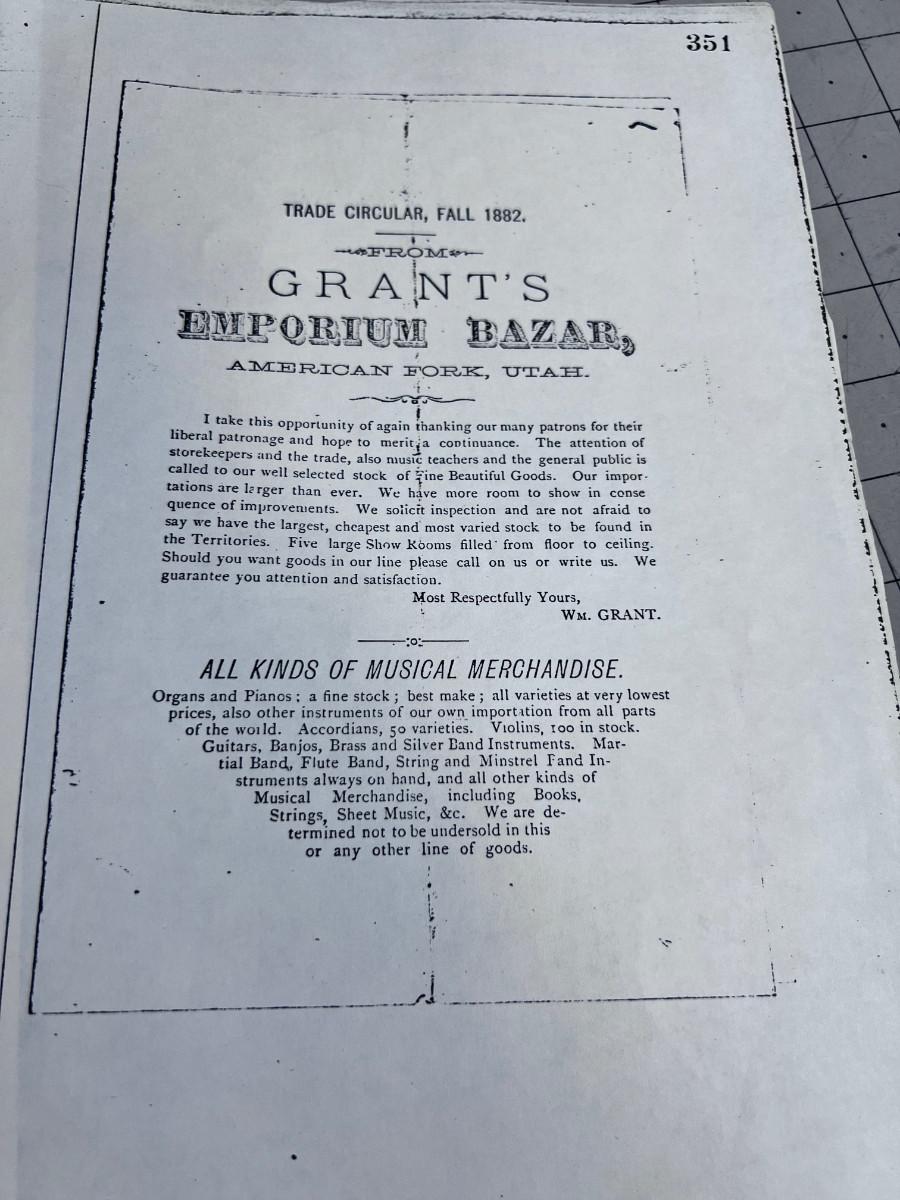 351
TRADE CIRCULAR, FALL 1882.
FROM
GRANT'S
EMPORIUM BAZAR,
AMERICAN FORK, UTAH.
I take this opportunity of again thanking our many patrons for their
liberal patronage and hope to merit a continuance. The attention of
storekeepers and the trade, also music teachers and the general public is
called to our well selected stock of Fine Beautiful Goods. Our impor-
tations are larger than ever. We have more room to show in conse
quence of improvements. We solicit inspection and are not afraid to
say we have the largest, cheapest and most varied stock to be found in
the Territories. Five large Show Rooms filled from floor to ceiling.
Should you want goods in our line please call on us or write us. We
guarantee you attention and satisfaction.
Most Respectfully Yours,
WM. GRANT.
:o:
ALL KINDS OF MUSICAL MERCHANDISE.
Organs and Pianos; a fine stock; best make; all varieties at very lowest
prices, also other instruments of our own importation from all parts
of the world. Accordians, 50 varieties. Violins, 100 in stock.
Guitars, Banjos, Brass and Silver Band Instruments. Mar-
tial Band, Flute Band, String and Minstrel Band In-
struments always on hand, and all other kinds of
Musical Merchandise, including Books,
Strings, Sheet Music, &c. We are de-
termined not to be undersold in this
or any other line of goods.